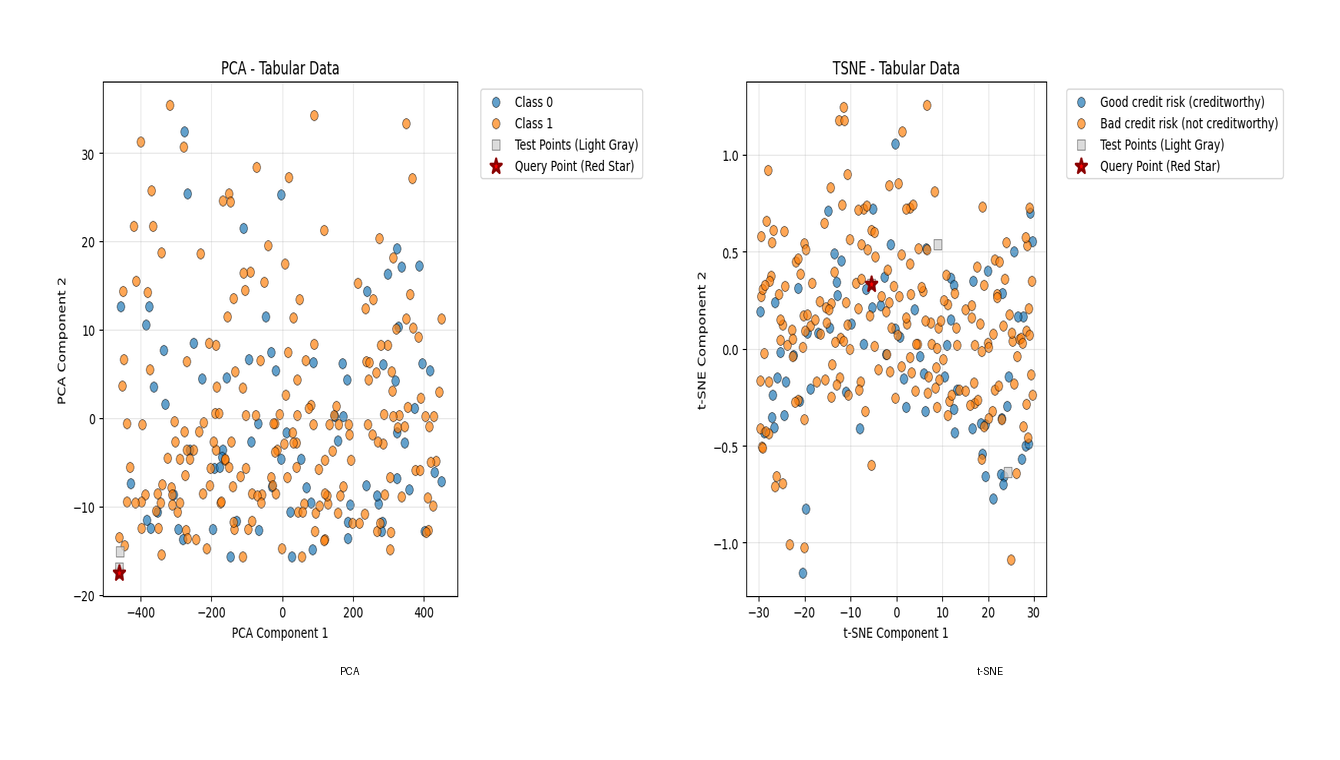 PCA - Tabular Data
PCA Component 2
30
20
10
0
−10
−20
−400
−200
0
200
400
PCA Component 1
Class 0
Class 1
Test Points (Light Gray)
Query Point (Red Star)
PCA
TSNE - Tabular Data
t-SNE Component 2
1.0
0.5
0.0
−0.5
−1.0
−30
−20
−10
0
10
20
30
t-SNE Component 1
Good credit risk (creditworthy)
Bad credit risk (not creditworthy)
Test Points (Light Gray)
Query Point (Red Star)
t-SNE